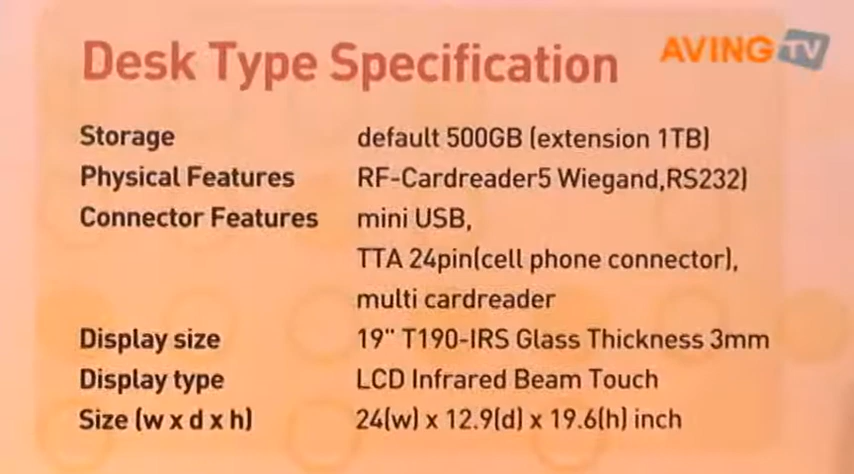 Desk Type Specification
AVING TV
Storage default 500GB (extension 1TB)
Physical Features RF-Cardreader5 Wiegand,RS232)
Connector Features mini USB,
TTA 24pin(cell phone connector),
multi cardreader
Display size 19" T190-IRS Glass Thickness 3mm
Display type LCD Infrared Beam Touch
Size (w x d x h) 24(w) x 12.9(d) x 19.6(h) inch